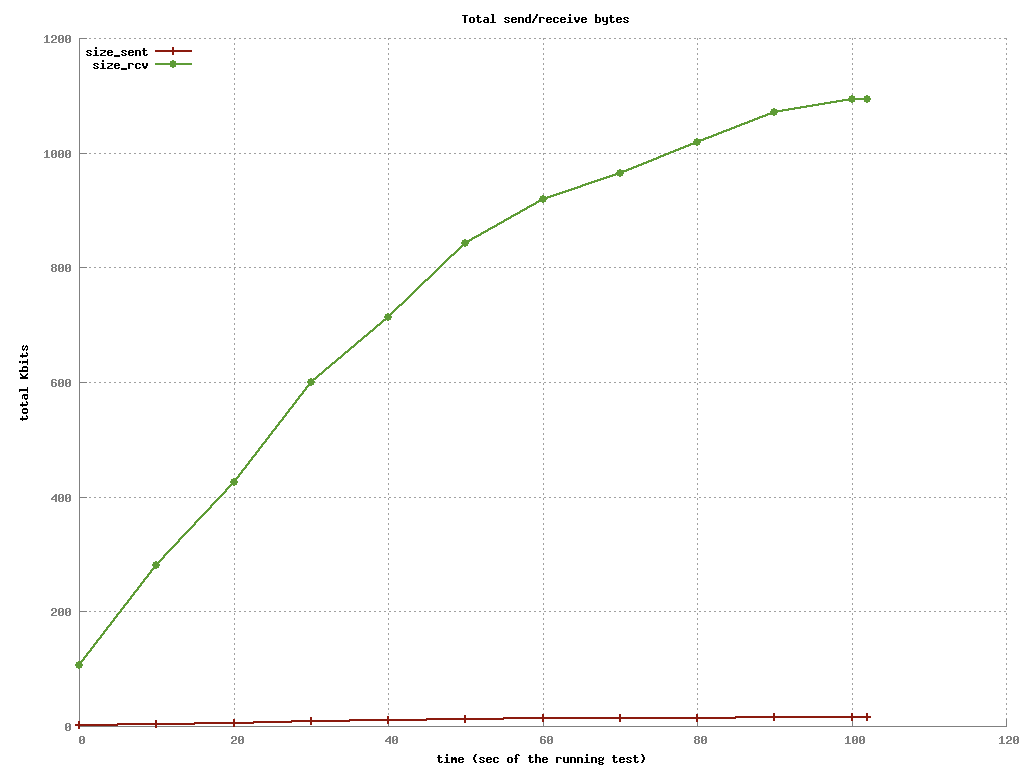 Total send/receive bytes
1200
size_sent
size_rcv
1000
800
total Kbits
600
400
200
0
0 20 40 60 80 100 120
time (sec of the running test)